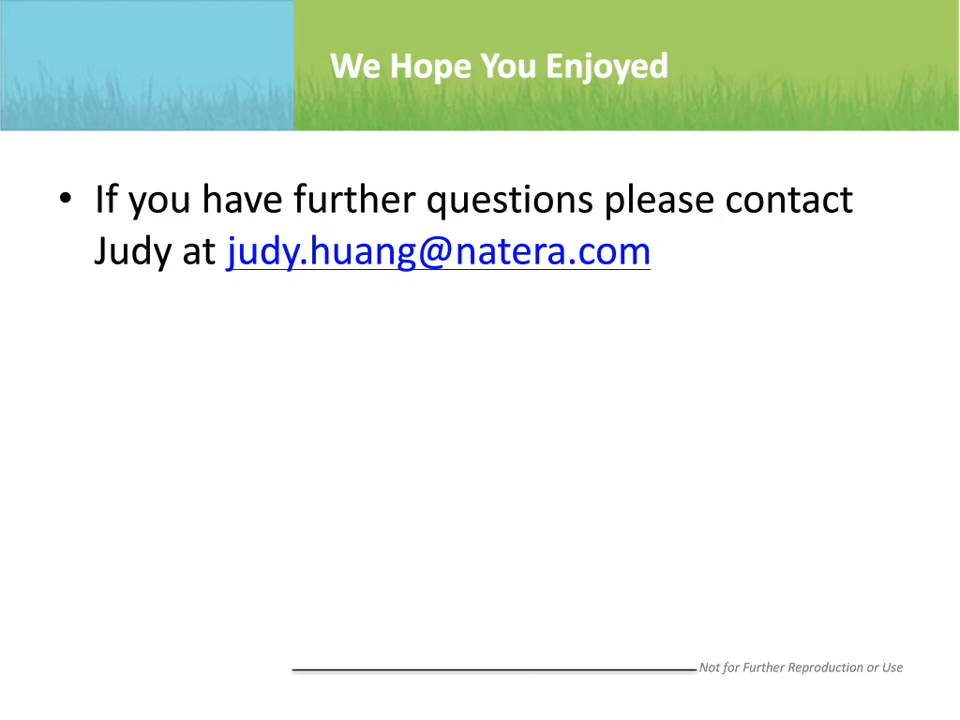 We Hope You Enjoyed
• If you have further questions please contact
Judy at judy.huang@natera.com
Not for Further Reproduction or Use